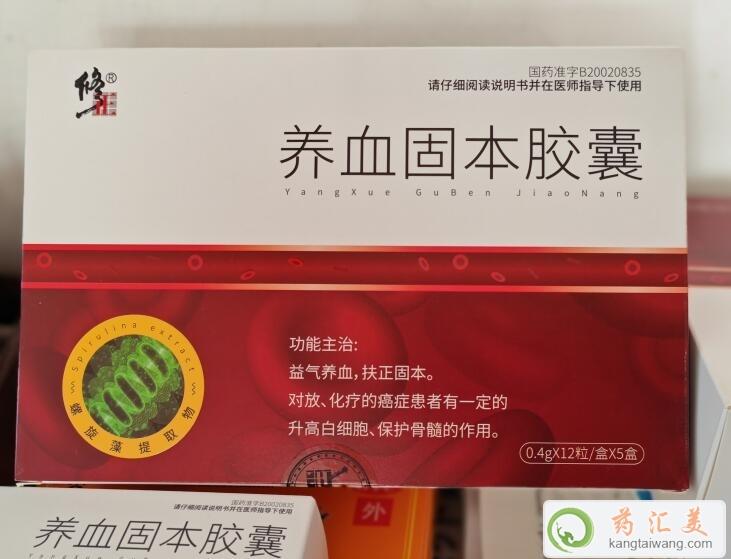 修®
国药准字B20020835
请仔细阅读说明书并在医师指导下使用
养血固本胶囊
YangXue GuBen JiaoNang
Spirulina extract
螺旋藻提取物
功能主治:
益气养血,扶正固本。
对放、化疗的癌症患者有一定的
升高白细胞、保护骨髓的作用。
0.4gX12粒/盒X5盒
外
国药准字B20020835
请仔细阅读说明书并在医师指导下使用
养血固本胶囊
YangXue GuBen JiaoNang
药汇美
kangtaiwang.com